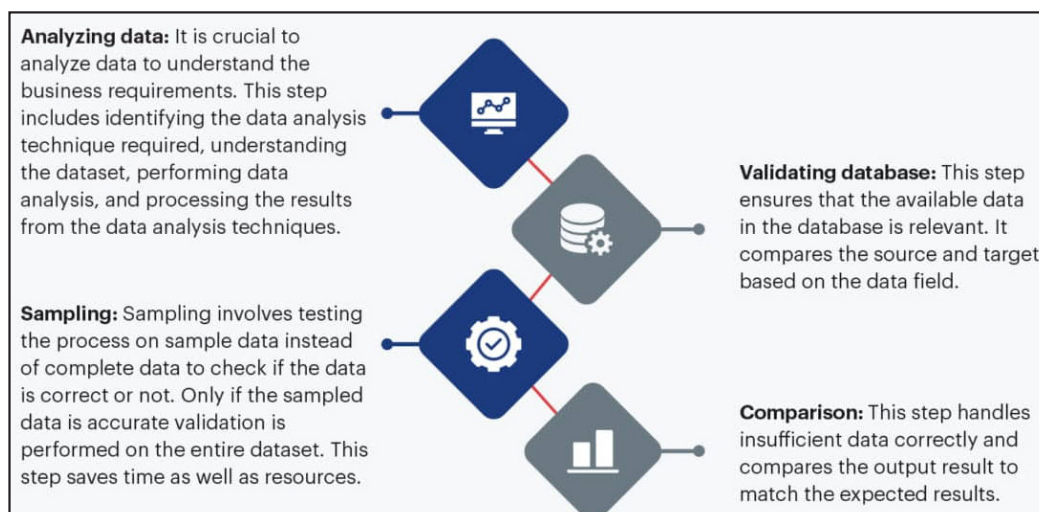 Analyzing data: It is crucial to
analyze data to understand the
business requirements. This step
includes identifying the data analysis
technique required, understanding
the dataset, performing data
analysis, and processing the results
from the data analysis techniques.
Validating database: This step
ensures that the available data
in the database is relevant. It
compares the source and target
based on the data field.
Sampling: Sampling involves testing
the process on sample data instead
of complete data to check if the data
is correct or not. Only if the sampled
data is accurate validation is
performed on the entire dataset. This
step saves time as well as resources.
Comparison: This step handles
insufficient data correctly and
compares the output result to
match the expected results.